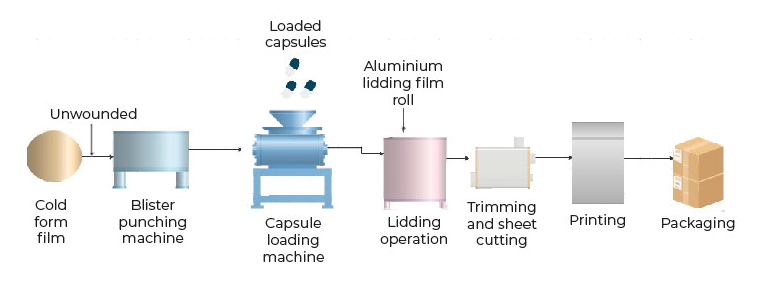 Loaded
capsules
Aluminium
lidding film
roll
Unwounded
Cold
form
film
Blister
punching
machine
Capsule
loading
machine
Lidding
operation
Trimming
and sheet
cutting
Printing
Packaging